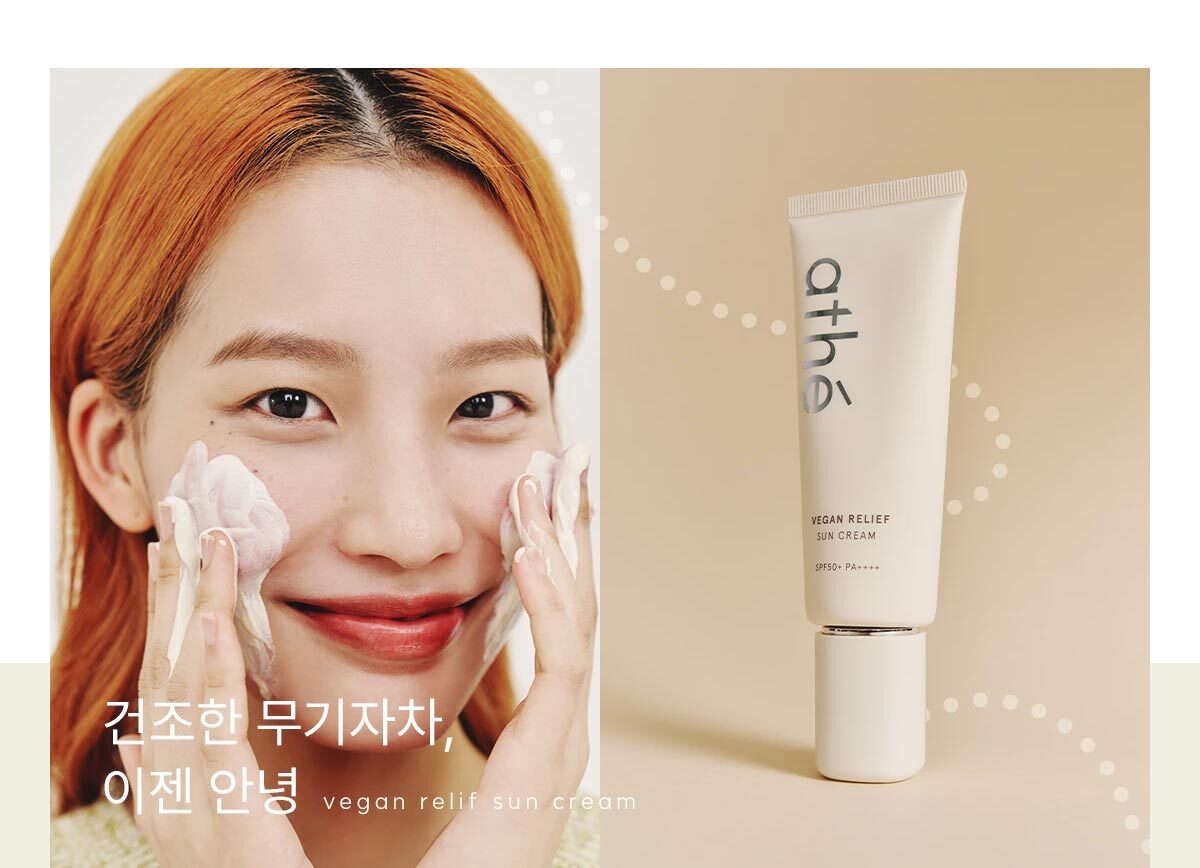 건조한 무기자차,
이젠 안녕 vegan relif sun cream
athé
VEGAN RELIEF
SUN CREAM
SPF50+ PA++++